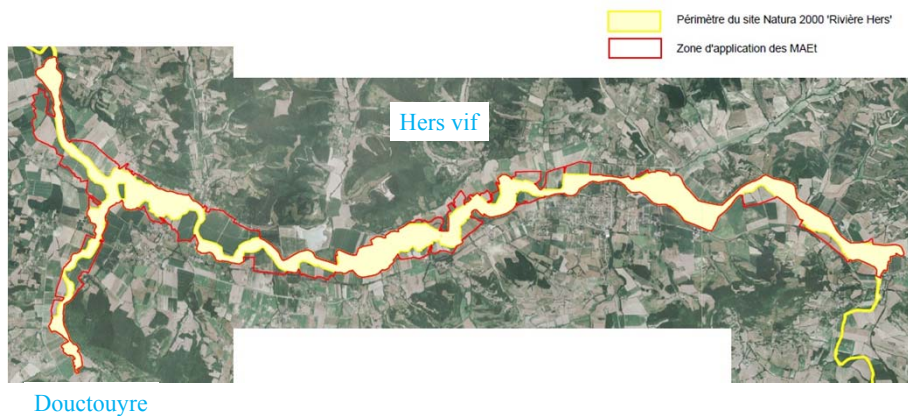 Périmètre du site Natura 2000 'Rivière Hers'
Zone d'application des MAEt
Hers vif
Douctouyre